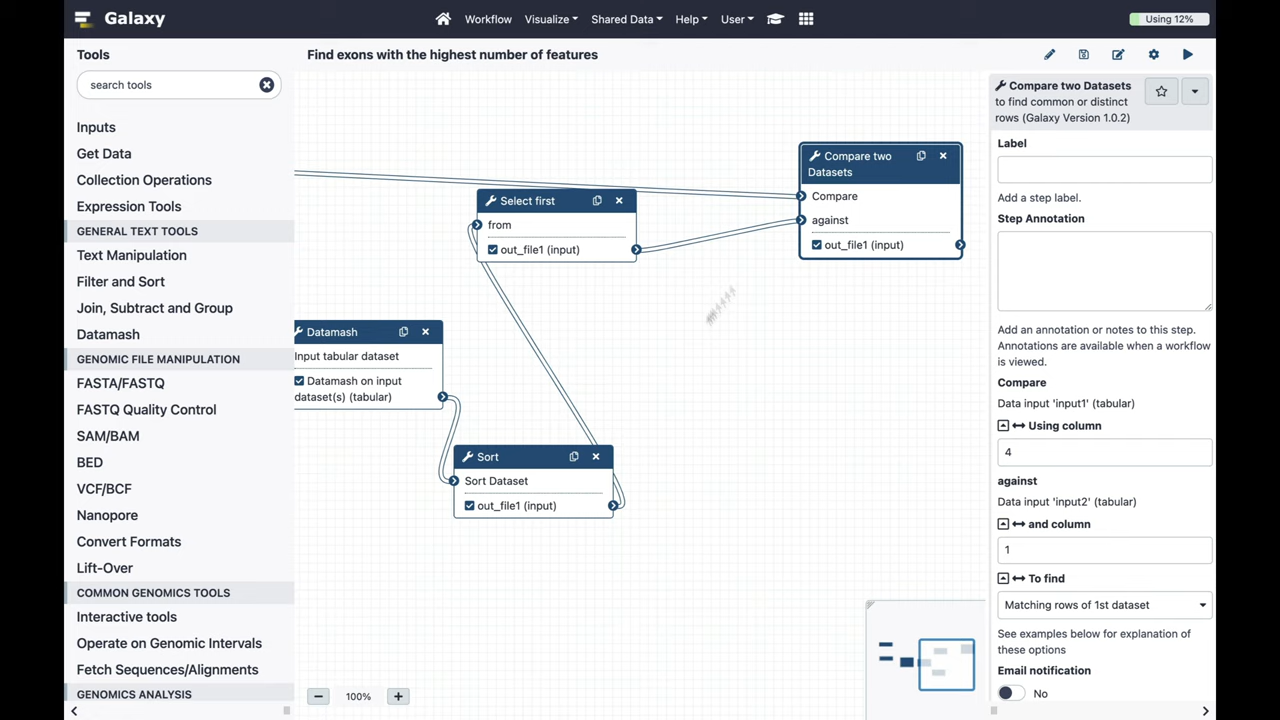 Galaxy
Workflow
Visualize
Shared Data
Help
User
Using 12%
Tools
search tools
Inputs
Get Data
Collection Operations
Expression Tools
GENERAL TEXT TOOLS
Text Manipulation
Filter and Sort
Join, Subtract and Group
Datamash
GENOMIC FILE MANIPULATION
FASTA/FASTQ
FASTQ Quality Control
SAM/BAM
BED
VCF/BCF
Nanopore
Convert Formats
Lift-Over
COMMON GENOMICS TOOLS
Interactive tools
Operate on Genomic Intervals
Fetch Sequences/Alignments
GENOMICS ANALYSIS
Find exons with the highest number of features
Select first
from
out_file1 (input)
Compare two
Datasets
Compare
against
out_file1 (input)
Datamash
Input tabular dataset
Datamash on input
dataset(s) (tabular)
Sort
Sort Dataset
out_file1 (input)
100%
Compare two Datasets
to find common or distinct
rows (Galaxy Version 1.0.2)
Label
Add a step label.
Step Annotation
Add an annotation or notes to this step.
Annotations are available when a workflow
is viewed.
Compare
Data input 'input1' (tabular)
Using column
4
against
Data input 'input2' (tabular)
and column
1
To find
Matching rows of 1st dataset
See examples below for explanation of
these options
Email notification
No